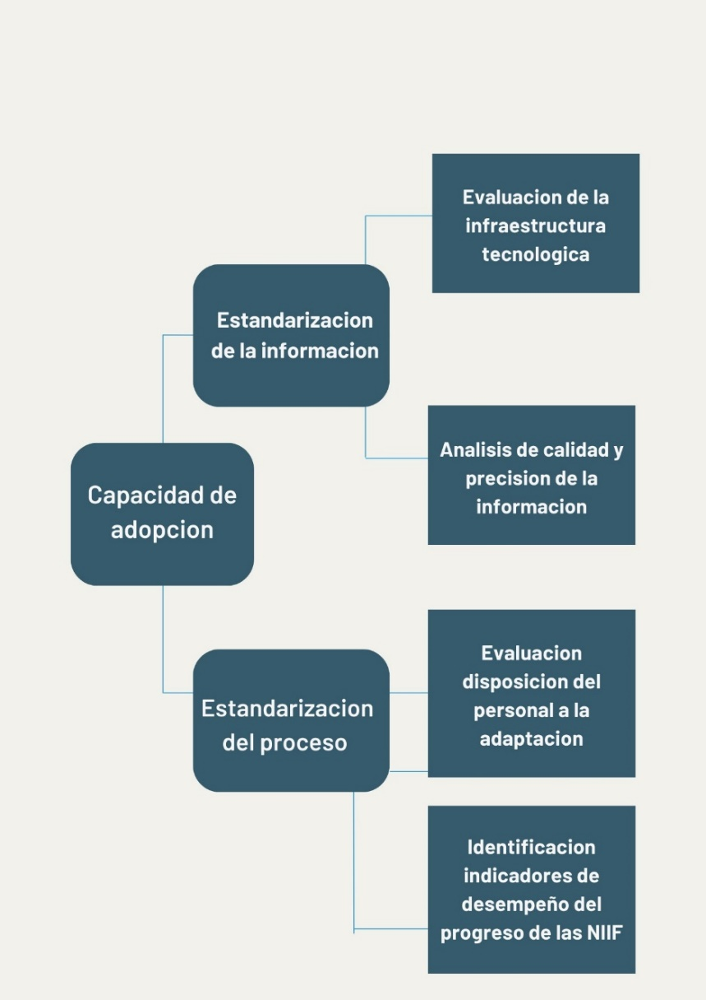 Evaluacion de la
infraestructura
tecnologica
Estandarizacion
de la informacion
Analisis de calidad y
precision de la
informacion
Capacidad de
adopcion
Evaluacion
disposicion del
personal a la
adaptacion
Estandarizacion
del proceso
Identificacion
indicadores de
desempeño del
progreso de las NIIF